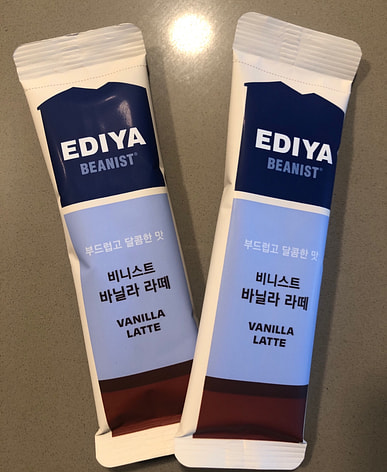 EDIYA
BEANIST®
부드럽고 달콤한 맛
비니스트
바닐라 라떼
VANILLA
LATTE
EDIYA
BEANIST®
부드럽고 달콤한 맛
비니스트
바닐라 라떼
VANILLA
LATTE